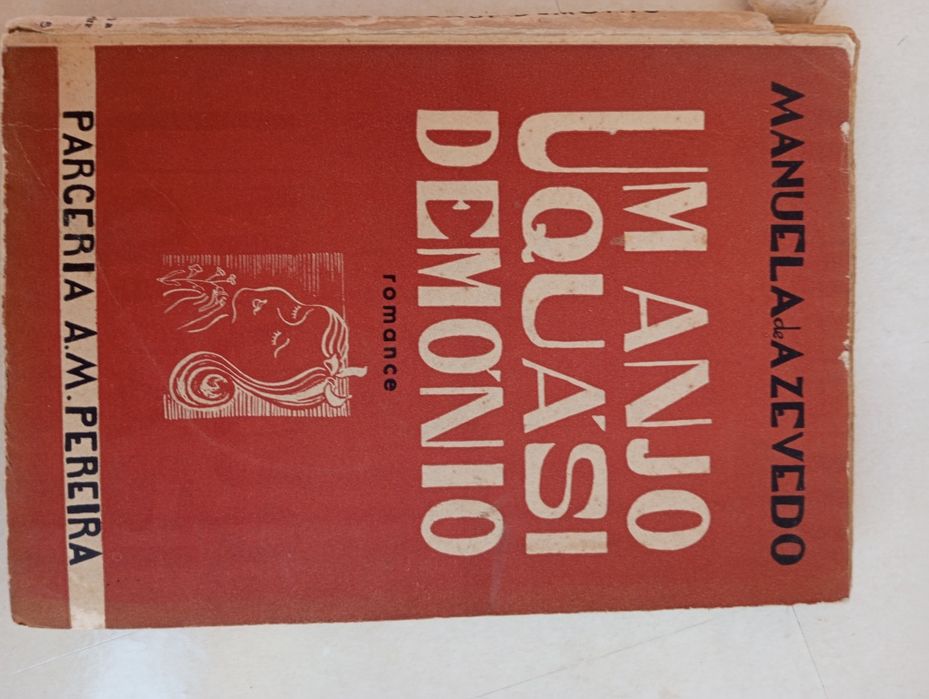 MANUELA de AZEVEDO
UM ANJO
QUÁSI
DEMÓNIO
romance
PARCERIA A.M. PEREIRA